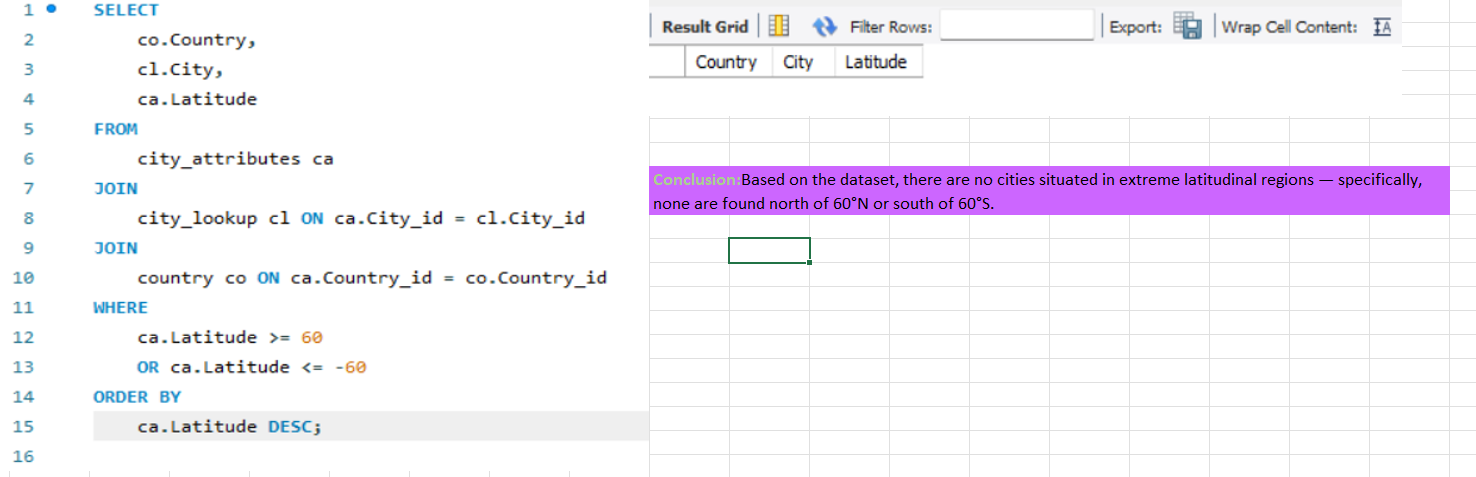 1 SELECT
2 co.Country,
3 cl.City,
4 ca.Latitude
5 FROM
6 city_attributes ca
7 JOIN
8 city_lookup cl ON ca.City_id = cl.City_id
9 JOIN
10 country co ON ca.Country_id = co.Country_id
11 WHERE
12 ca.Latitude >= 60
13 OR ca.Latitude <= -60
14 ORDER BY
15 ca.Latitude DESC;
16
Result Grid Filter Rows: Export: Wrap Cell Content: IA
Country City Latitude
Conclusion:Based on the dataset, there are no cities situated in extreme latitudinal regions — specifically,
none are found north of 60°N or south of 60°S.